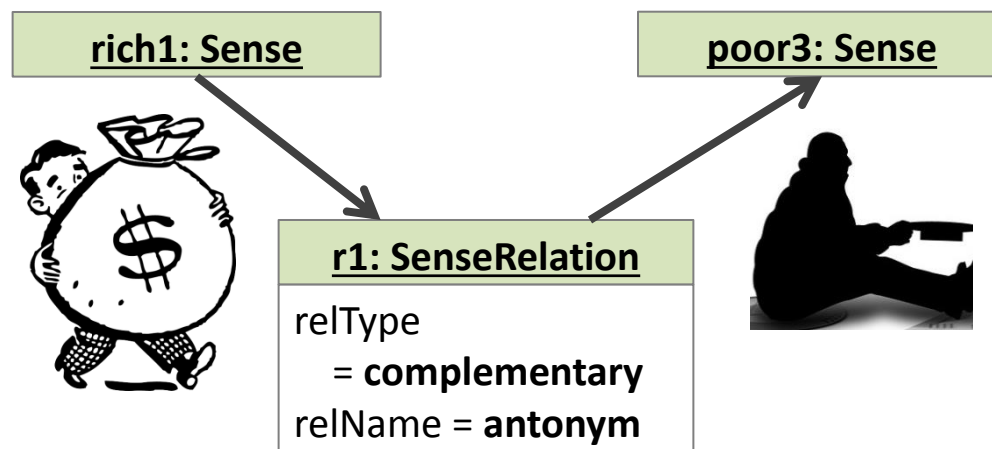 rich1: Sense
poor3: Sense
$
r1: SenseRelation
relType
= complementary
relName = antonym